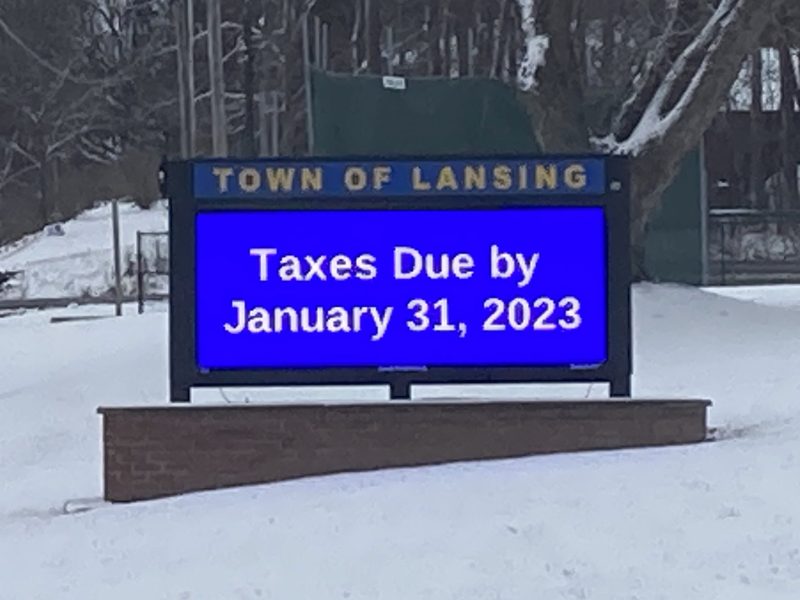 TOWN OF LANSING
Taxes Due by
January 31, 2023